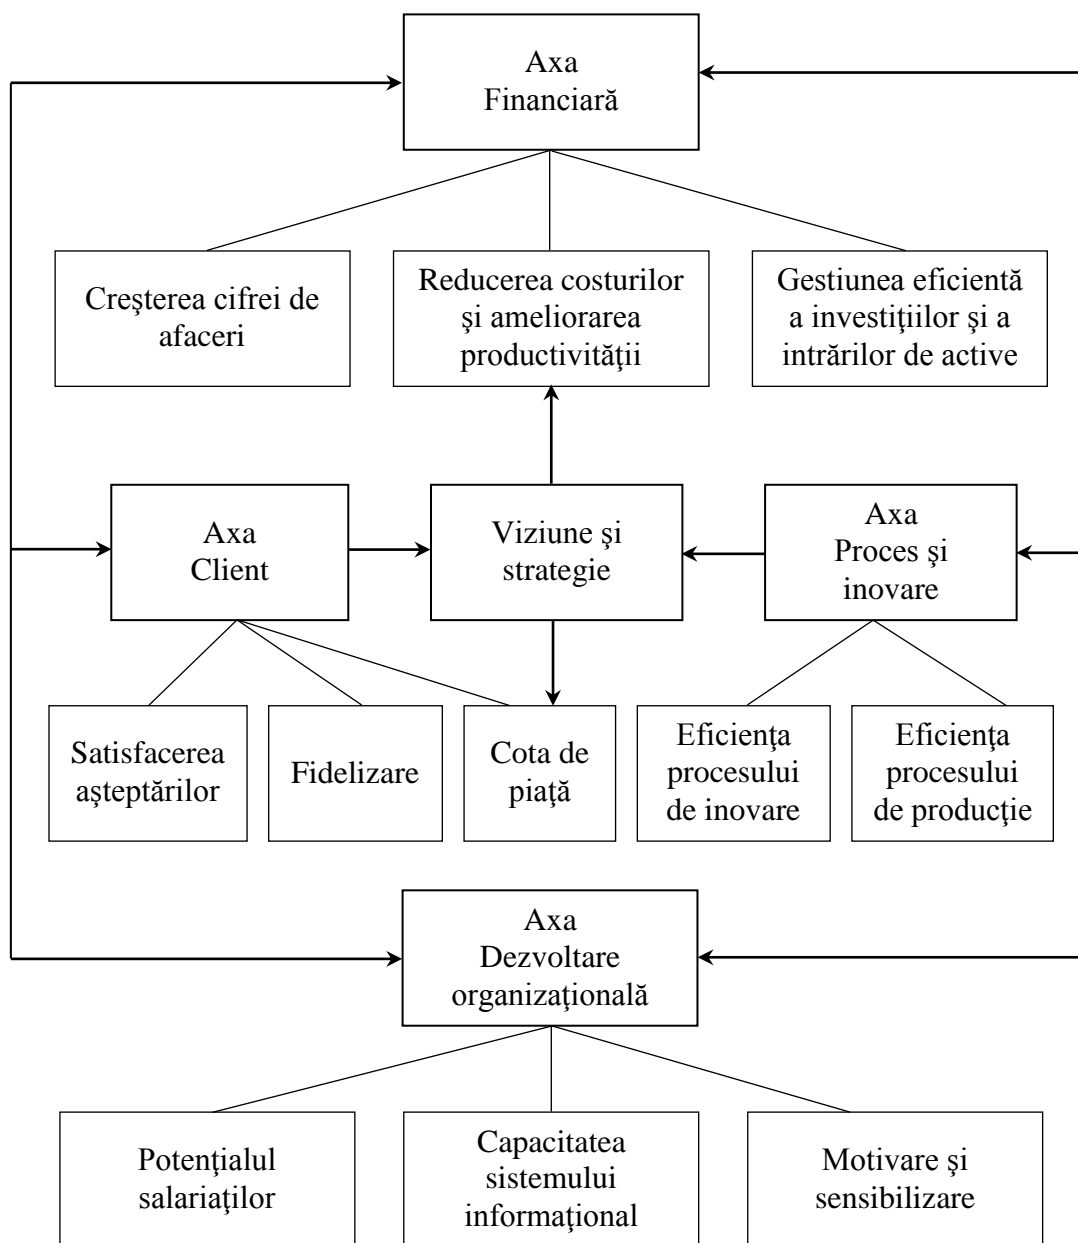 Axa
Financiară
Creşterea cifrei de
afaceri
Reducerea costurilor
şi ameliorarea
productivităţii
Gestiunea eficientă
a investiţiilor şi a
intrărilor de active
Axa
Client
Viziune şi
strategie
Axa
Proces şi
inovare
Satisfacerea
aşteptărilor
Fidelizare
Cota de
piaţă
Eficienţa
procesului
de inovare
Eficienţa
procesului
de producţie
Axa
Dezvoltare
organizaţională
Potenţialul
salariaţilor
Capacitatea
sistemului
informaţional
Motivare şi
sensibilizare